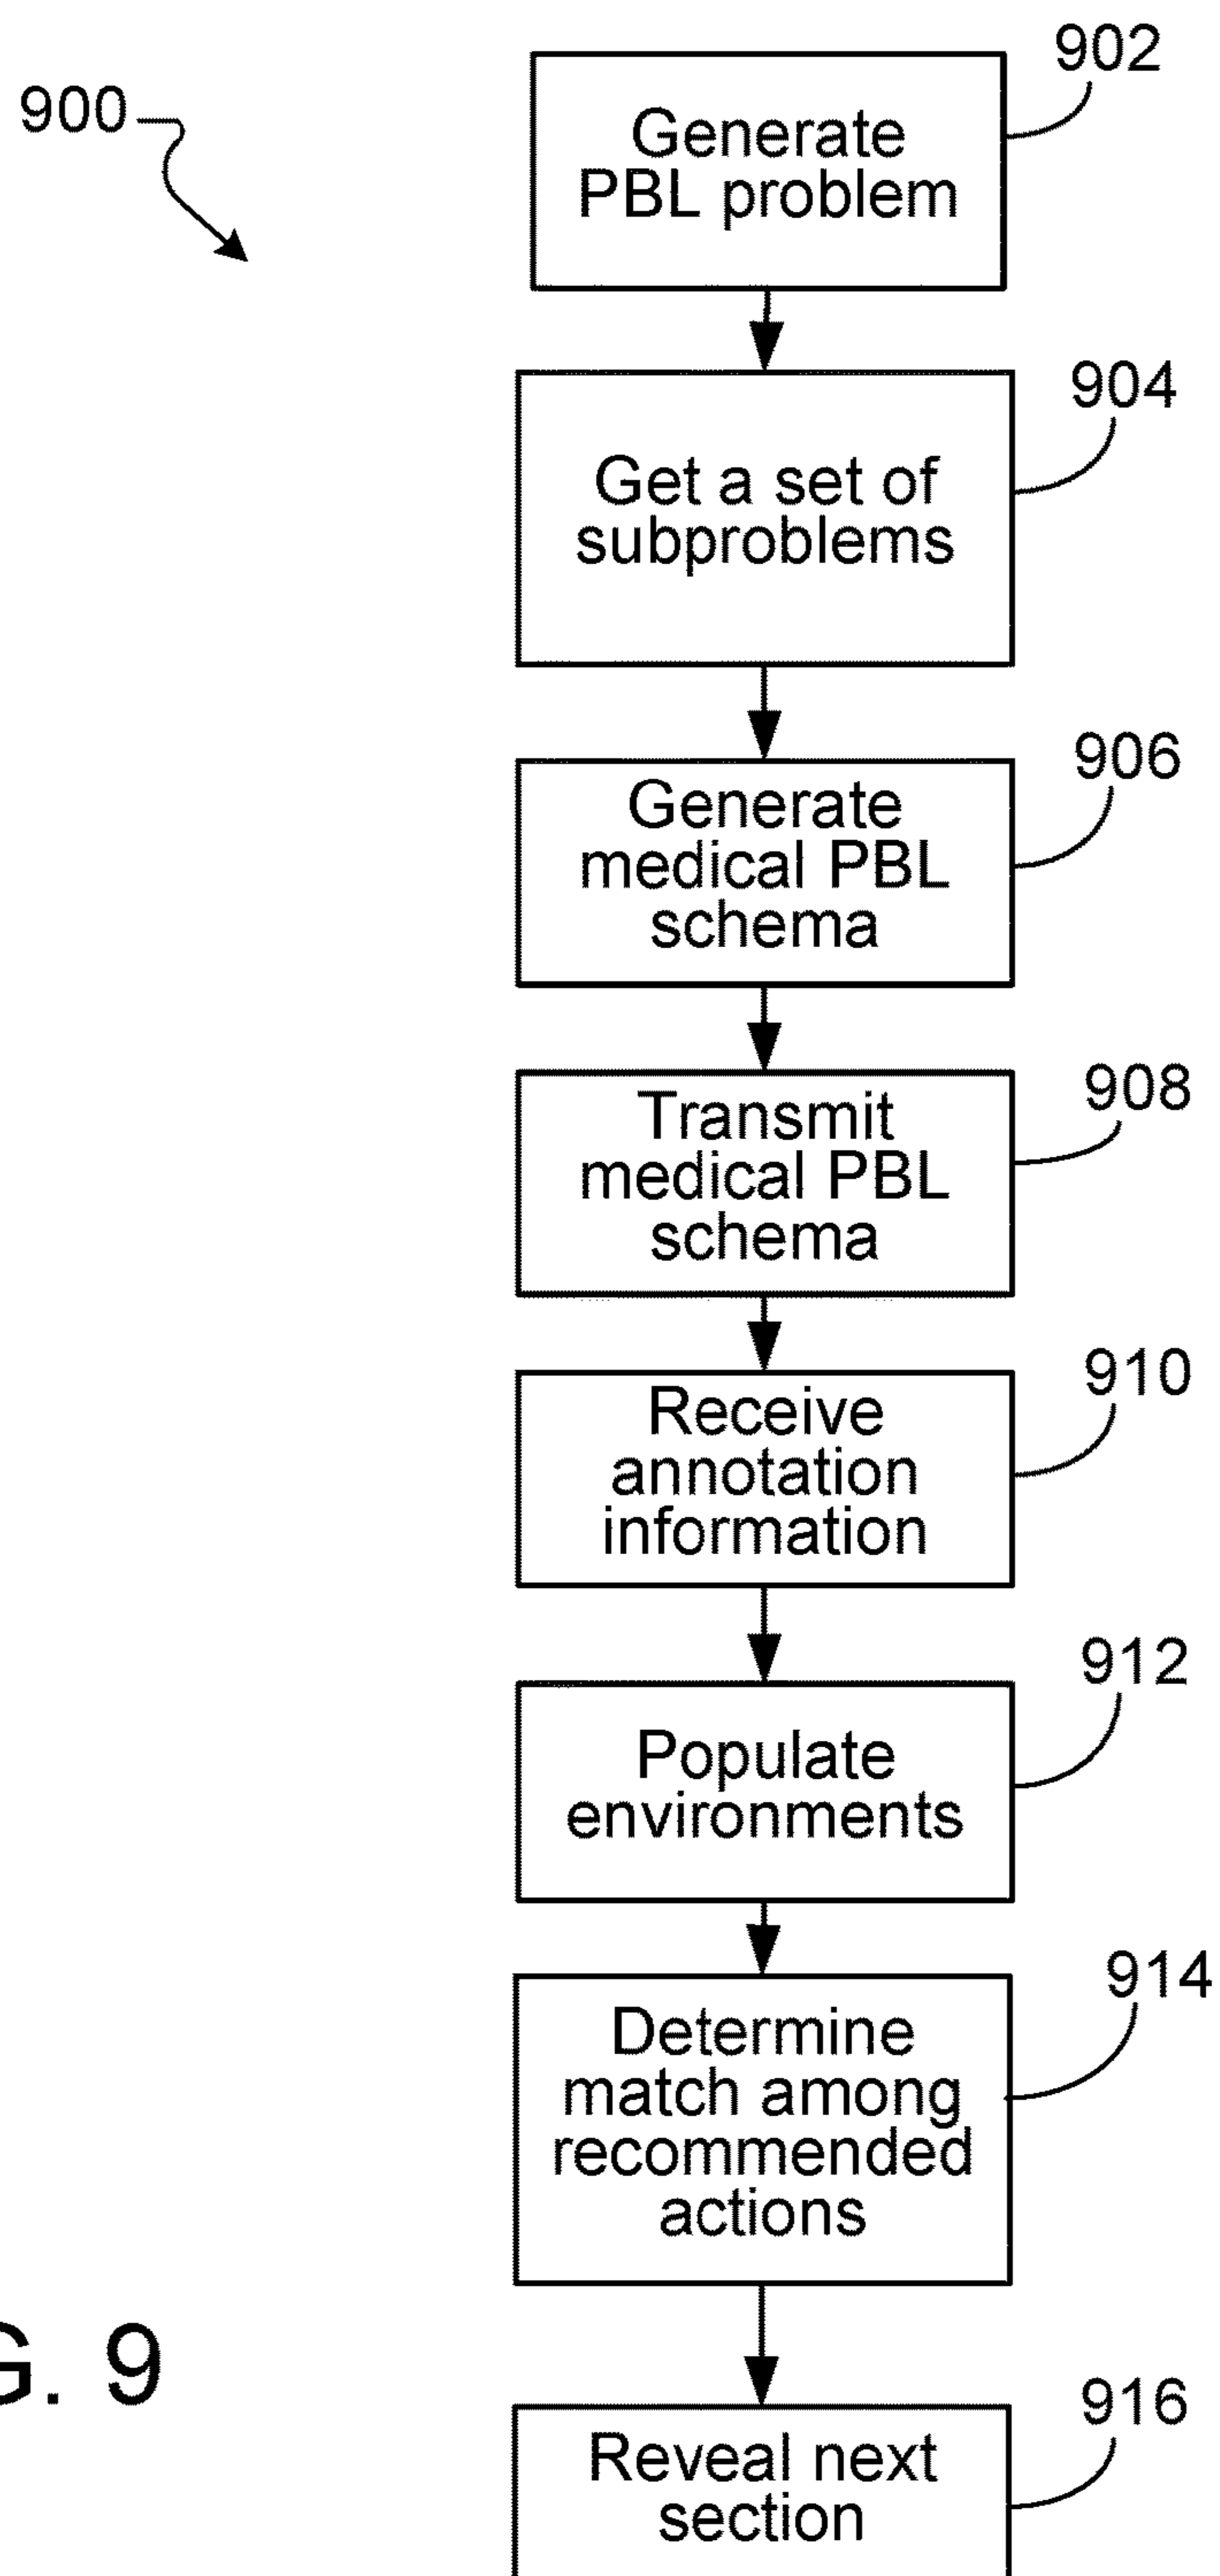 900
902
Generate
PBL problem
904
Get a set of
subproblems
906
Generate
medical PBL
schema
908
Transmit
medical PBL
schema
910
Receive
annotation
information
912
Populate
environments
914
Determine
match among
recommended
actions
G. 9
916
Reveal next
section